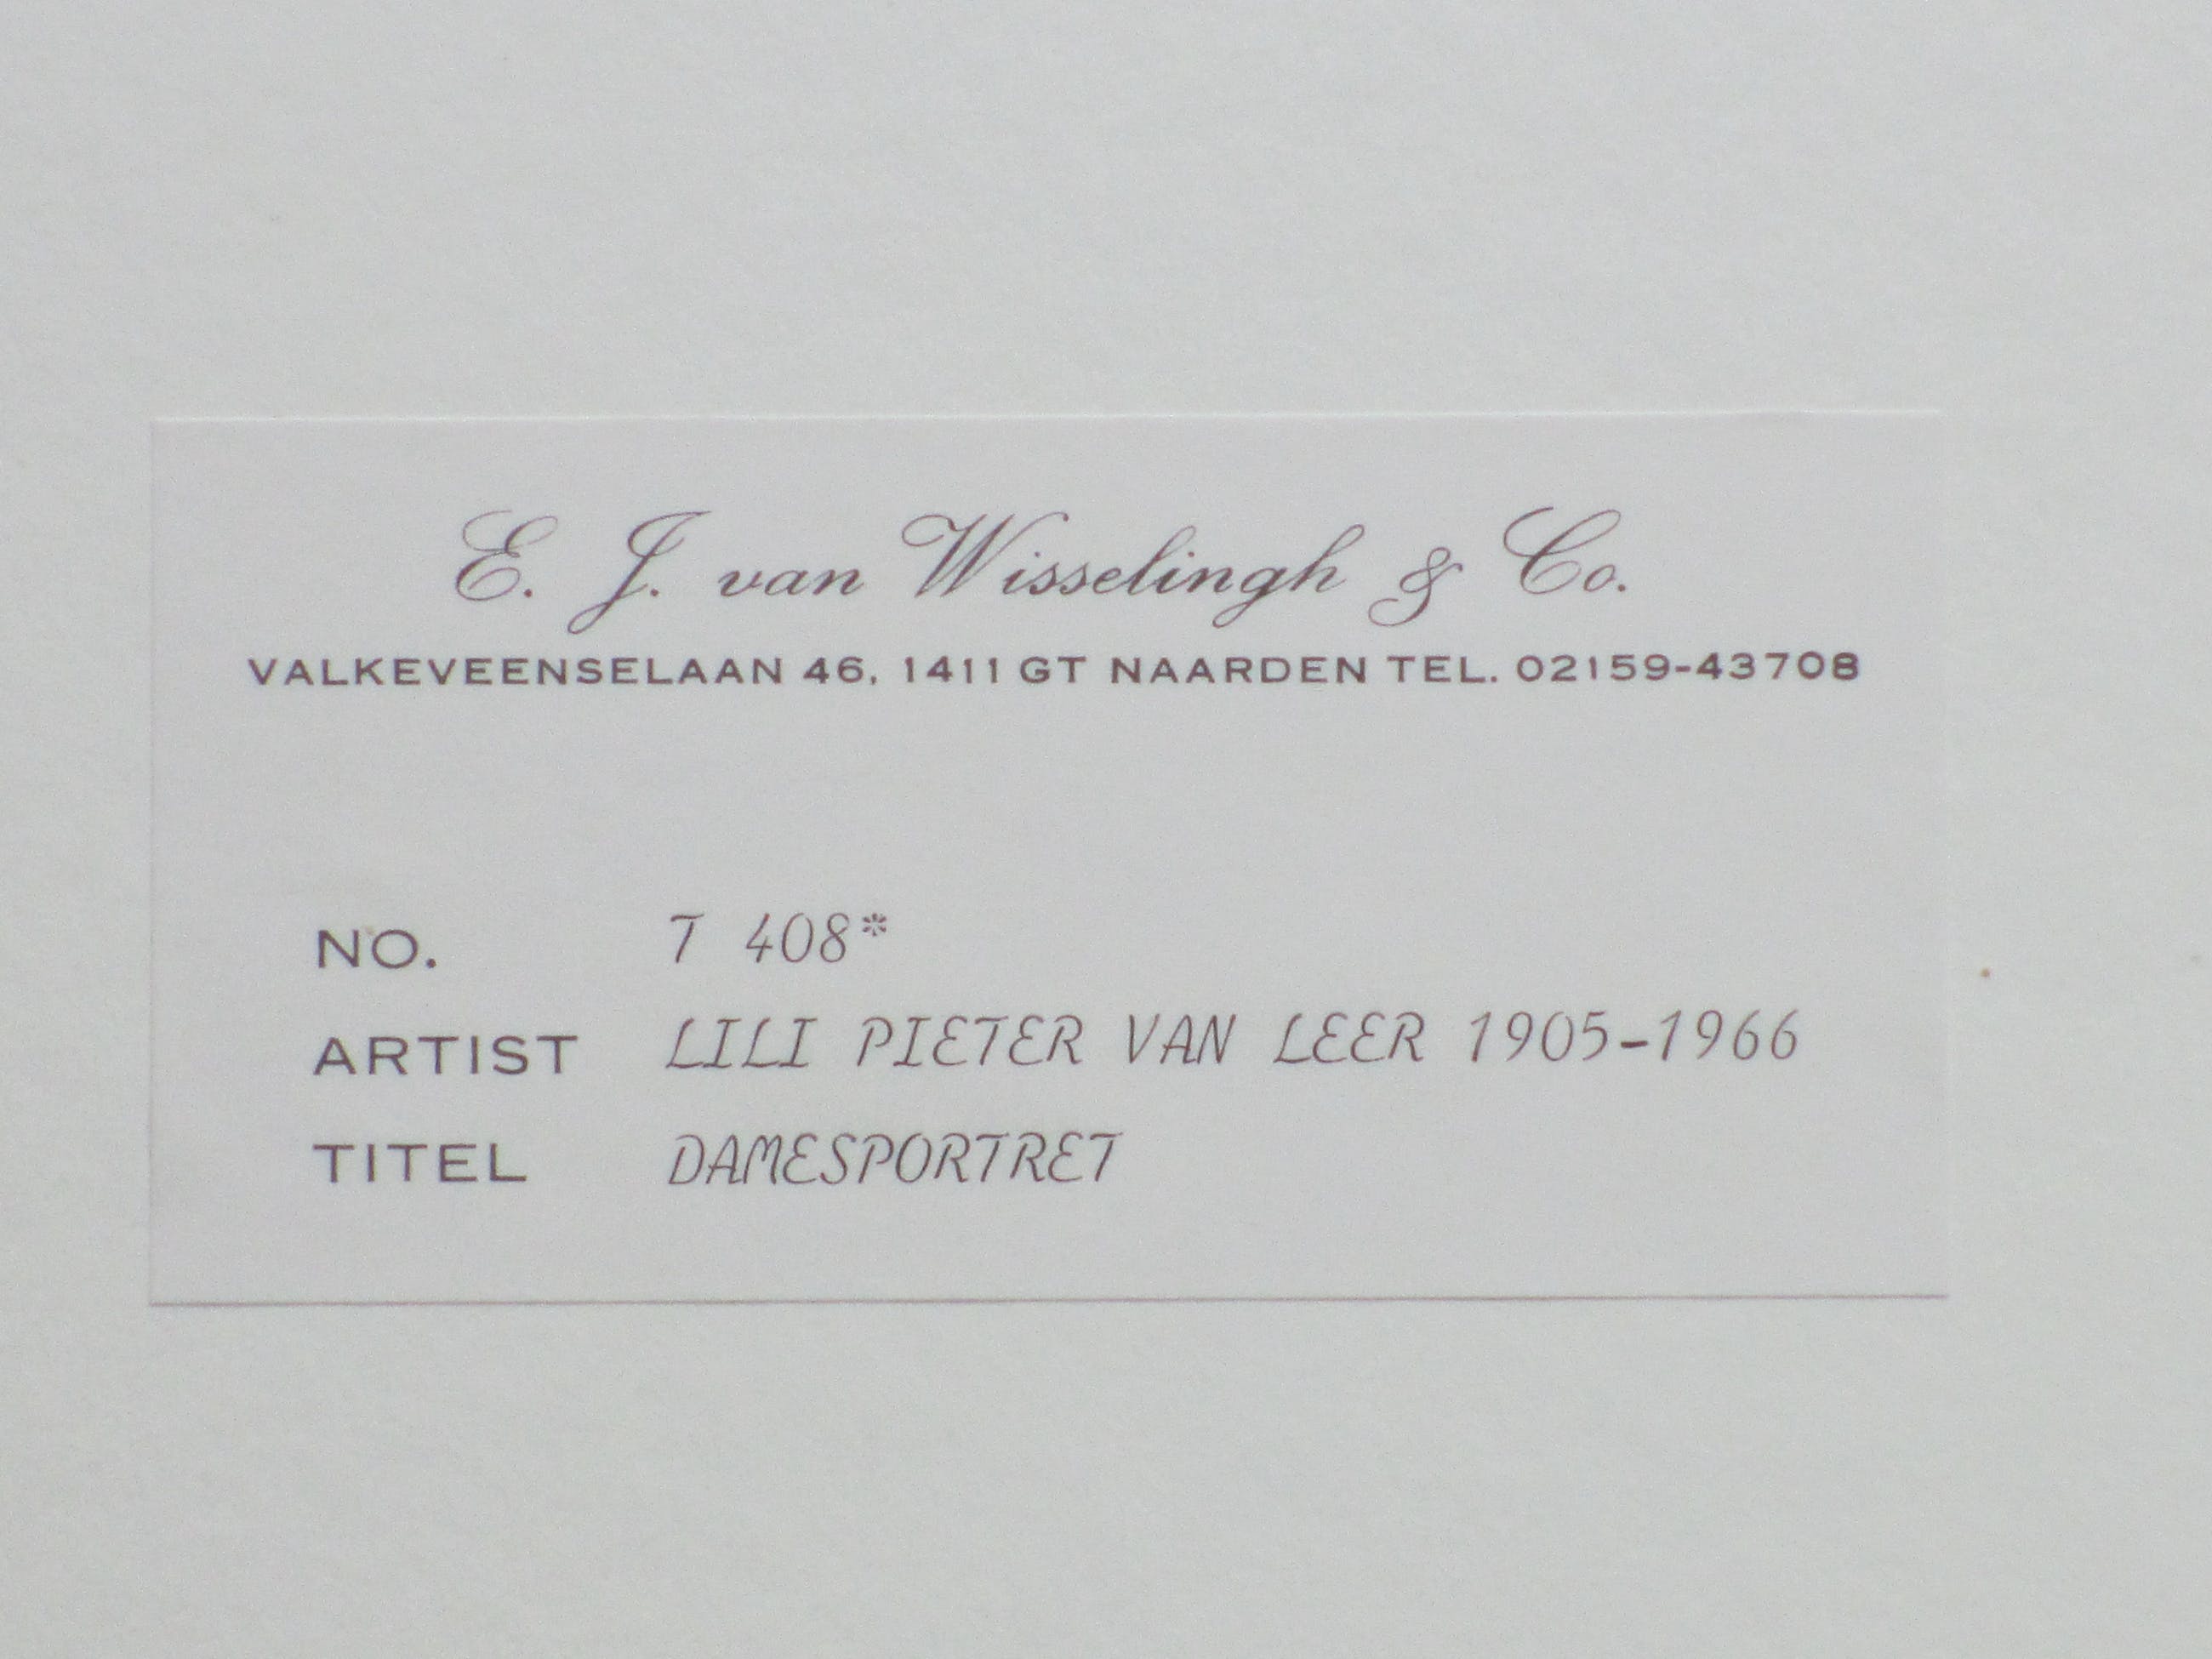 E. J. van Wisselingh & Co.
VALKEVEENSELAAN 46, 1411 GT NAARDEN TEL. 02159-43708
NO. T 408*
ARTIST LILI PIETER VAN LEER 1905-1966
TITEL DAMESPORTRET